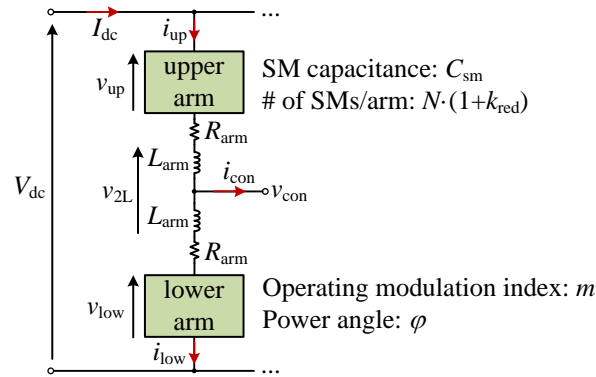 ...
I_dc
i_up
upper
arm
v_up
SM capacitance: C_sm
# of SMs/arm: N·(1+k_red)
R_arm
L_arm
i_con
V_dc
v_2L
v_con
L_arm
R_arm
lower
arm
v_low
Operating modulation index: m
Power angle: φ
i_low
...